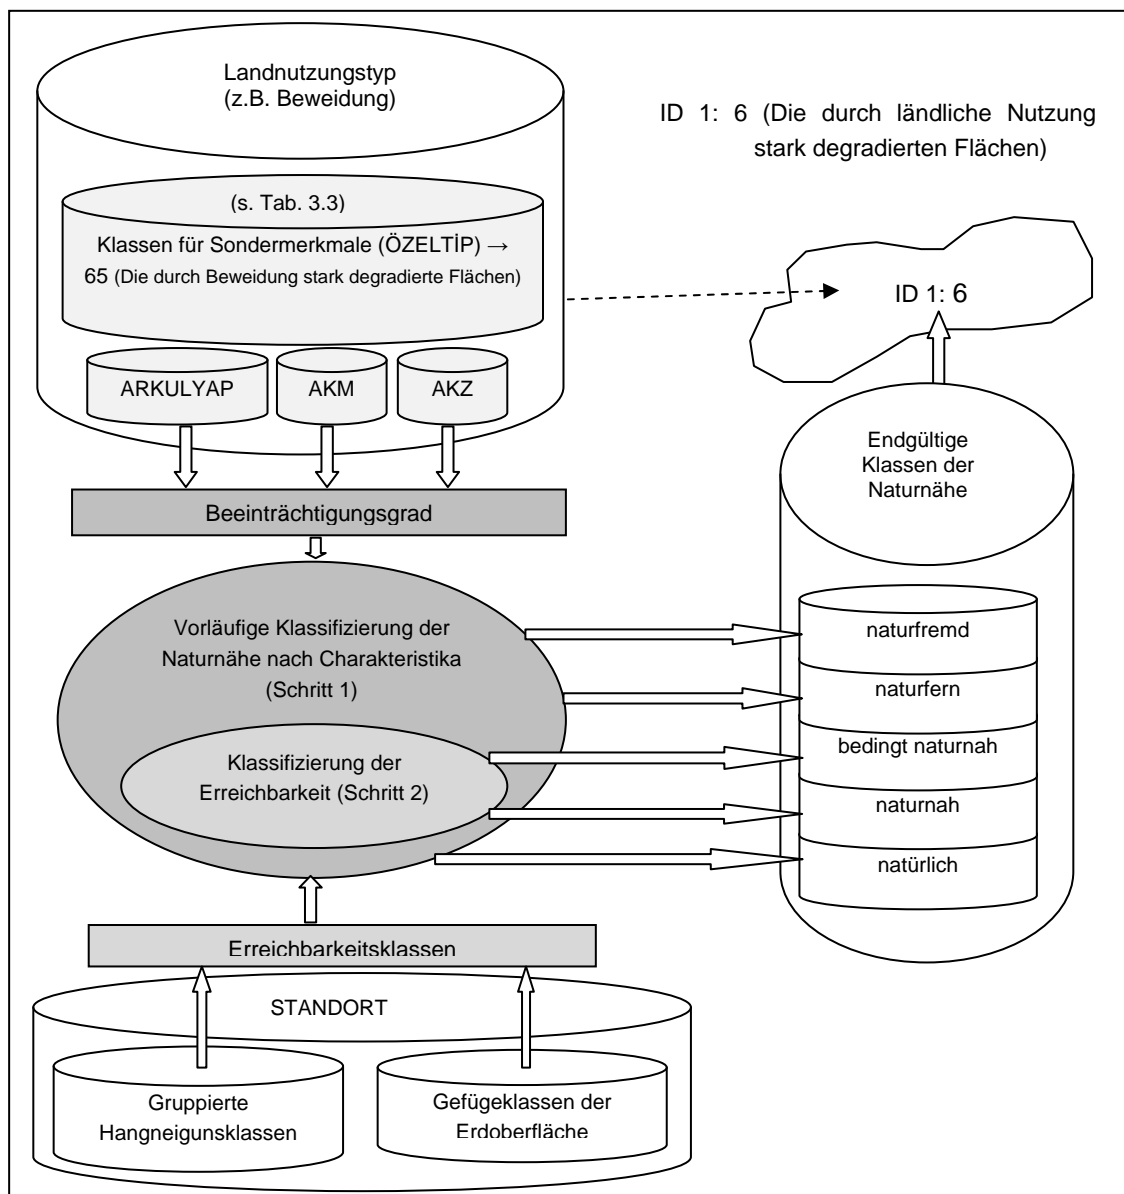 Landnutzungstyp
(z.B. Beweidung)
ID 1: 6 (Die durch ländliche Nutzung
stark degradierten Flächen)
(s. Tab. 3.3)
Klassen für Sondermerkmale (ÖZELTİP) →
65 (Die durch Beweidung stark degradierte Flächen)
ID 1: 6
ARKULYAP
AKM
AKZ
Endgültige
Klassen der
Naturnähe
Beeinträchtigungsgrad
Vorläufige Klassifizierung der
Naturnähe nach Charakteristika
(Schritt 1)
Klassifizierung der
Erreichbarkeit (Schritt 2)
naturfremd
naturfern
bedingt naturnah
naturnah
natürlich
Erreichbarkeitsklassen
STANDORT
Gruppierte
Hangneigunsklassen
Gefügeklassen der
Erdoberfläche